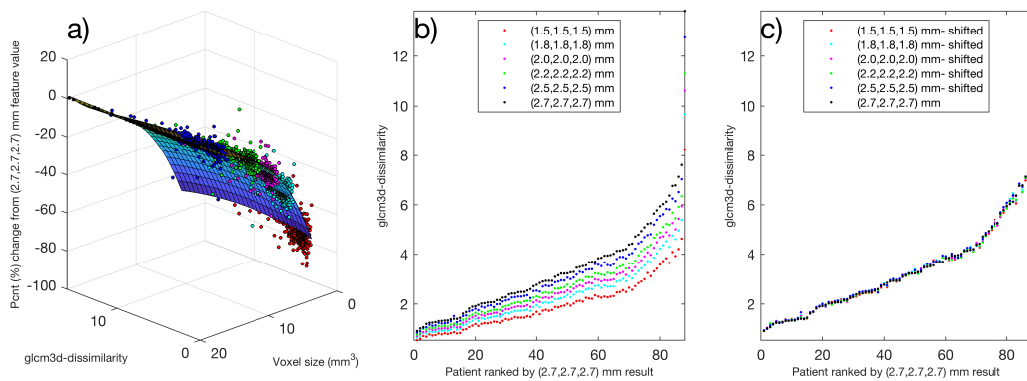 a)
20
0
-20
-40
-60
-80
-100
Pcnt (%) change from (2.7,2.7,2.7) mm feature value
10
0
glcm3d-dissimilarity
20
10
0
Voxel size (mm³)
b)
(1.5,1.5,1.5) mm
(1.8,1.8,1.8) mm
(2.0,2.0,2.0) mm
(2.2,2.2,2.2) mm
(2.5,2.5,2.5) mm
(2.7,2.7,2.7) mm
12
10
8
6
4
2
glcm3d-dissimilarity
0
20
40
60
80
Patient ranked by (2.7,2.7,2.7) mm result
c)
(1.5,1.5,1.5) mm- shifted
(1.8,1.8,1.8) mm- shifted
(2.0,2.0,2.0) mm- shifted
(2.2,2.2,2.2) mm- shifted
(2.5,2.5,2.5) mm- shifted
(2.7,2.7,2.7) mm
12
10
8
6
4
2
glcm3d-dissimilarity
0
20
40
60
80
Patient ranked by (2.7,2.7,2.7) mm result